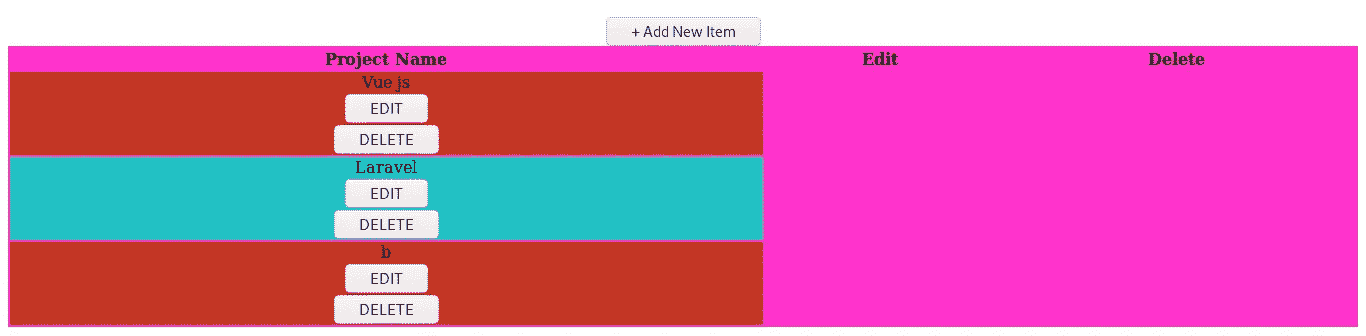 + Add New Item
Project Name Edit Delete
Vue js
EDIT
DELETE
Laravel
EDIT
DELETE
b
EDIT
DELETE